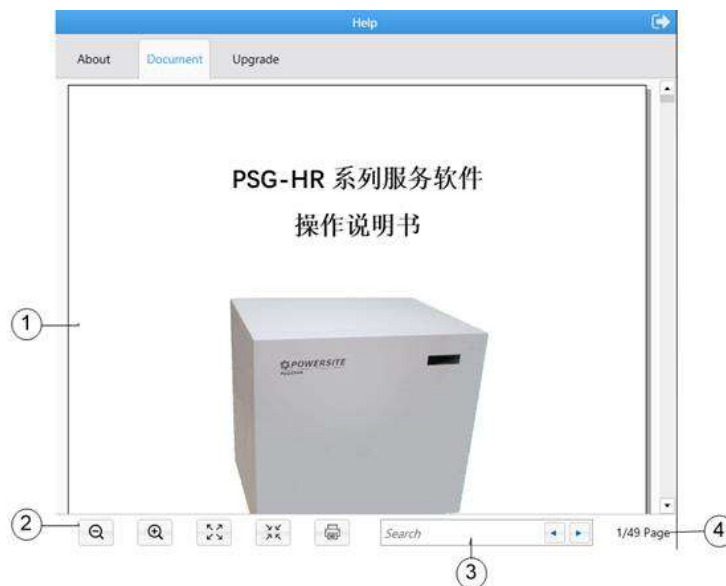 Help
About Document Upgrade
PSG-HR 系列服务软件
操作说明书
POWERSITE
1
2
Search
1/49 Page
3
4